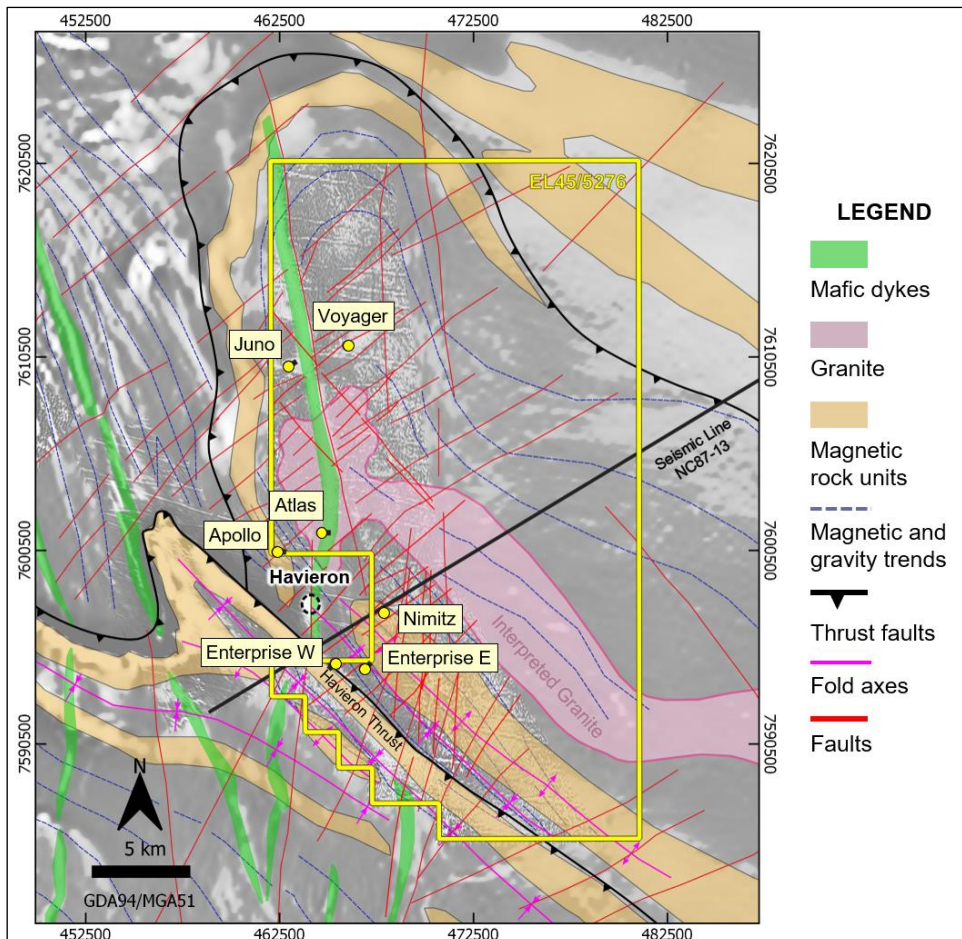 452500 462500 472500 482500
7620500
7620500
EL45/5276
Voyager
Juno
7610500
7610500
Seismic Line
NC87-13
Atlas
Apollo
7600500
7600500
Havieron
Nimitz
Enterprise W
Enterprise E
Interpreted Granite
Havieron Thrust
7590500
7590500
N
5 km
GDA94/MGA51
452500 462500 472500 482500
LEGEND
Mafic dykes
Granite
Magnetic
rock units
Magnetic and
gravity trends
Thrust faults
Fold axes
Faults